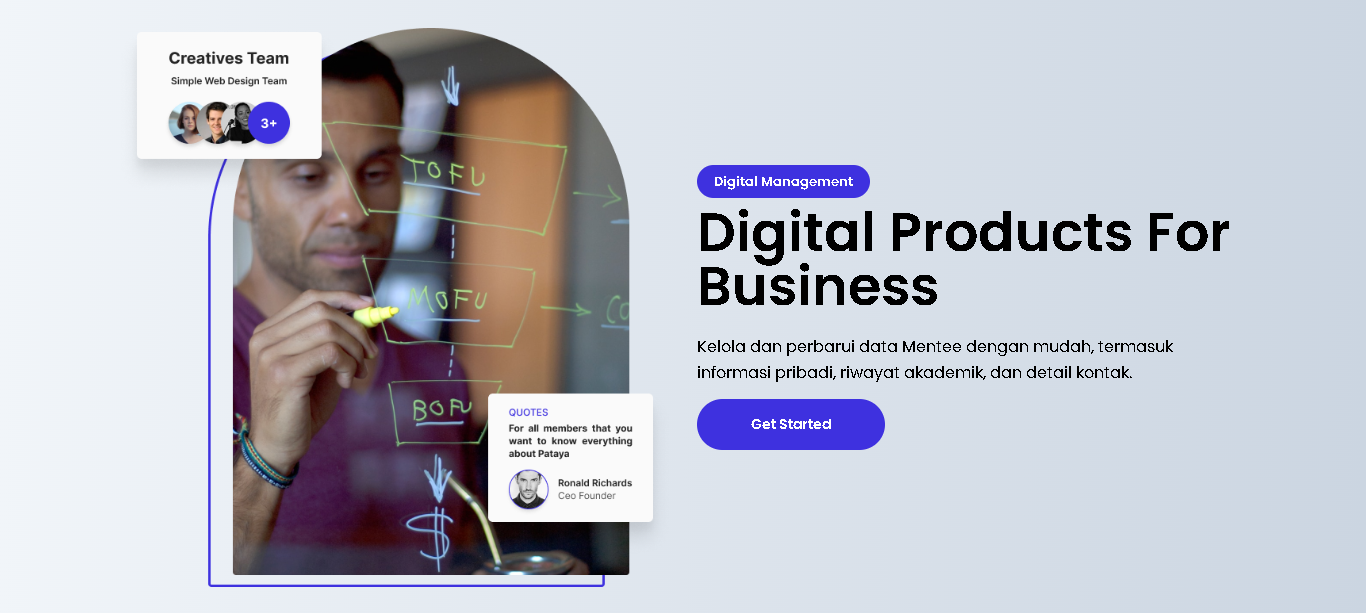 Creatives Team
Simple Web Design Team
3+
TOFU
MOFU
BOFU
$
QUOTES
For all members that you
want to know everything
about Pataya
Ronald Richards
Ceo Founder
Digital Management
Digital Products For
Business
Kelola dan perbarui data Mentee dengan mudah, termasuk
informasi pribadi, riwayat akademik, dan detail kontak.
Get Started